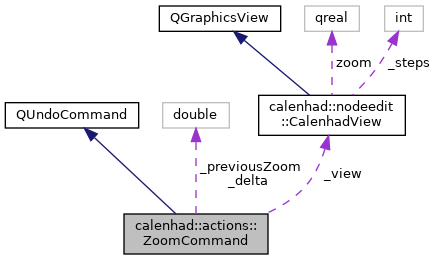 QGraphicsView
qreal
int
zoom
_steps
calenhad::nodeedit
::CalenhadView
QUndoCommand
double
_previousZoom
_delta
_view
calenhad::actions::
ZoomCommand